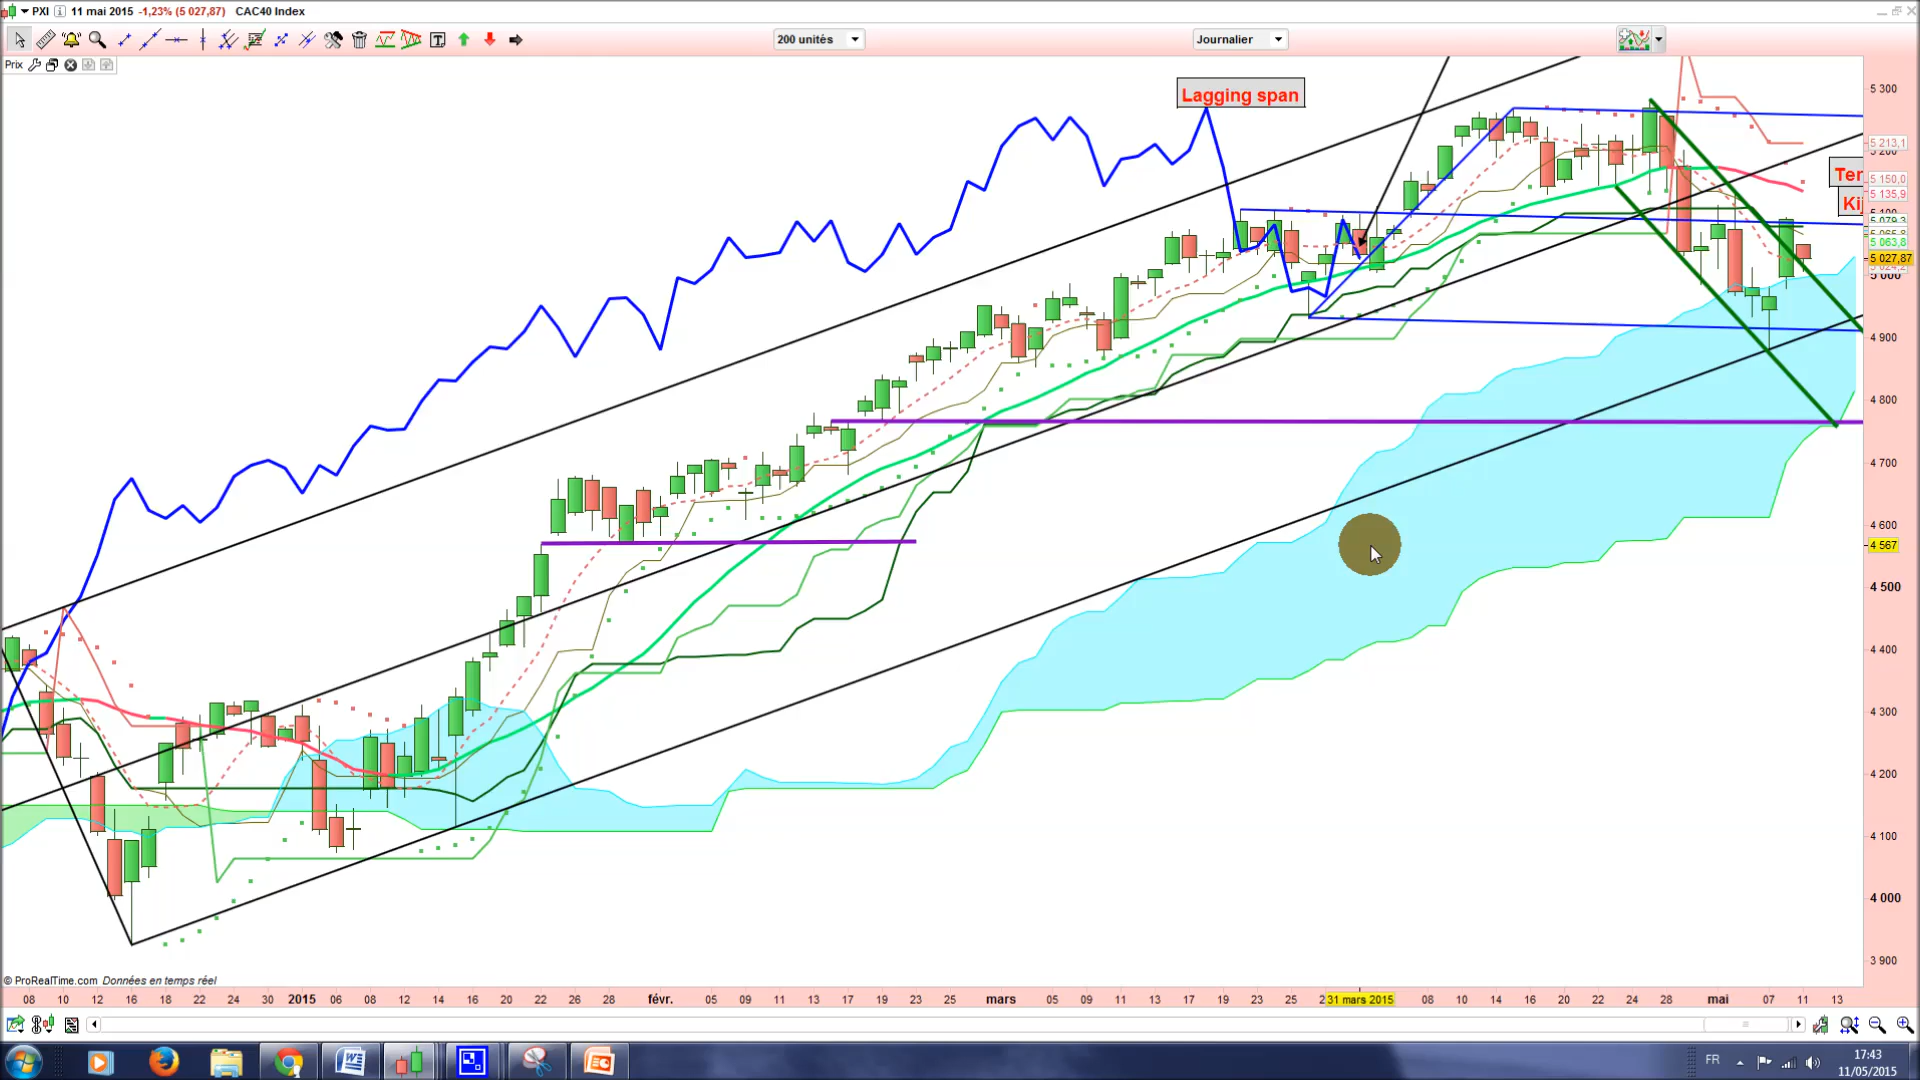 PXI 11 mai 2015 -1,23% (5 027,87) CAC40 Index
200 unités
Journalier
Prix
Lagging span
5 300
5 213,1
5 150,0
5 135,9
5 079,3
5 063,8
5 027,87
5 000
4 900
4 800
4 700
4 600
4 567
4 500
4 400
4 300
4 200
4 100
4 000
3 900
© ProRealTime.com Données en temps réel
08 10 12 16 18 22 24 30 2015 06 08 12 14 16 20 22 26 28 févr. 05 09 11 13 17 19 23 25 mars 05 09 11 13 17 19 23 25 31 mars 2015 08 10 14 16 20 22 24 28 mai 07 11 13
FR
17:43
11/05/2015